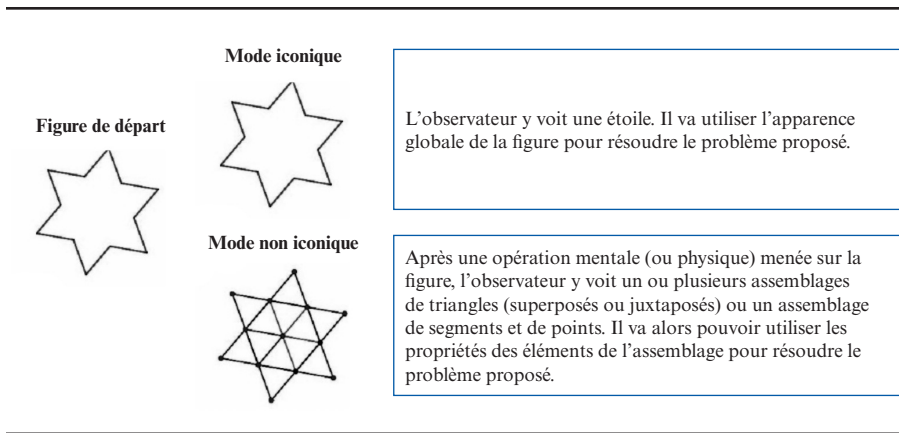 Figure de départ
Mode iconique
L’observateur y voit une étoile. Il va utiliser l’apparence
globale de la figure pour résoudre le problème proposé.
Mode non iconique
Après une opération mentale (ou physique) menée sur la
figure, l’observateur y voit un ou plusieurs assemblages
de triangles (superposés ou juxtaposés) ou un assemblage
de segments et de points. Il va alors pouvoir utiliser les
propriétés des éléments de l’assemblage pour résoudre le
problème proposé.